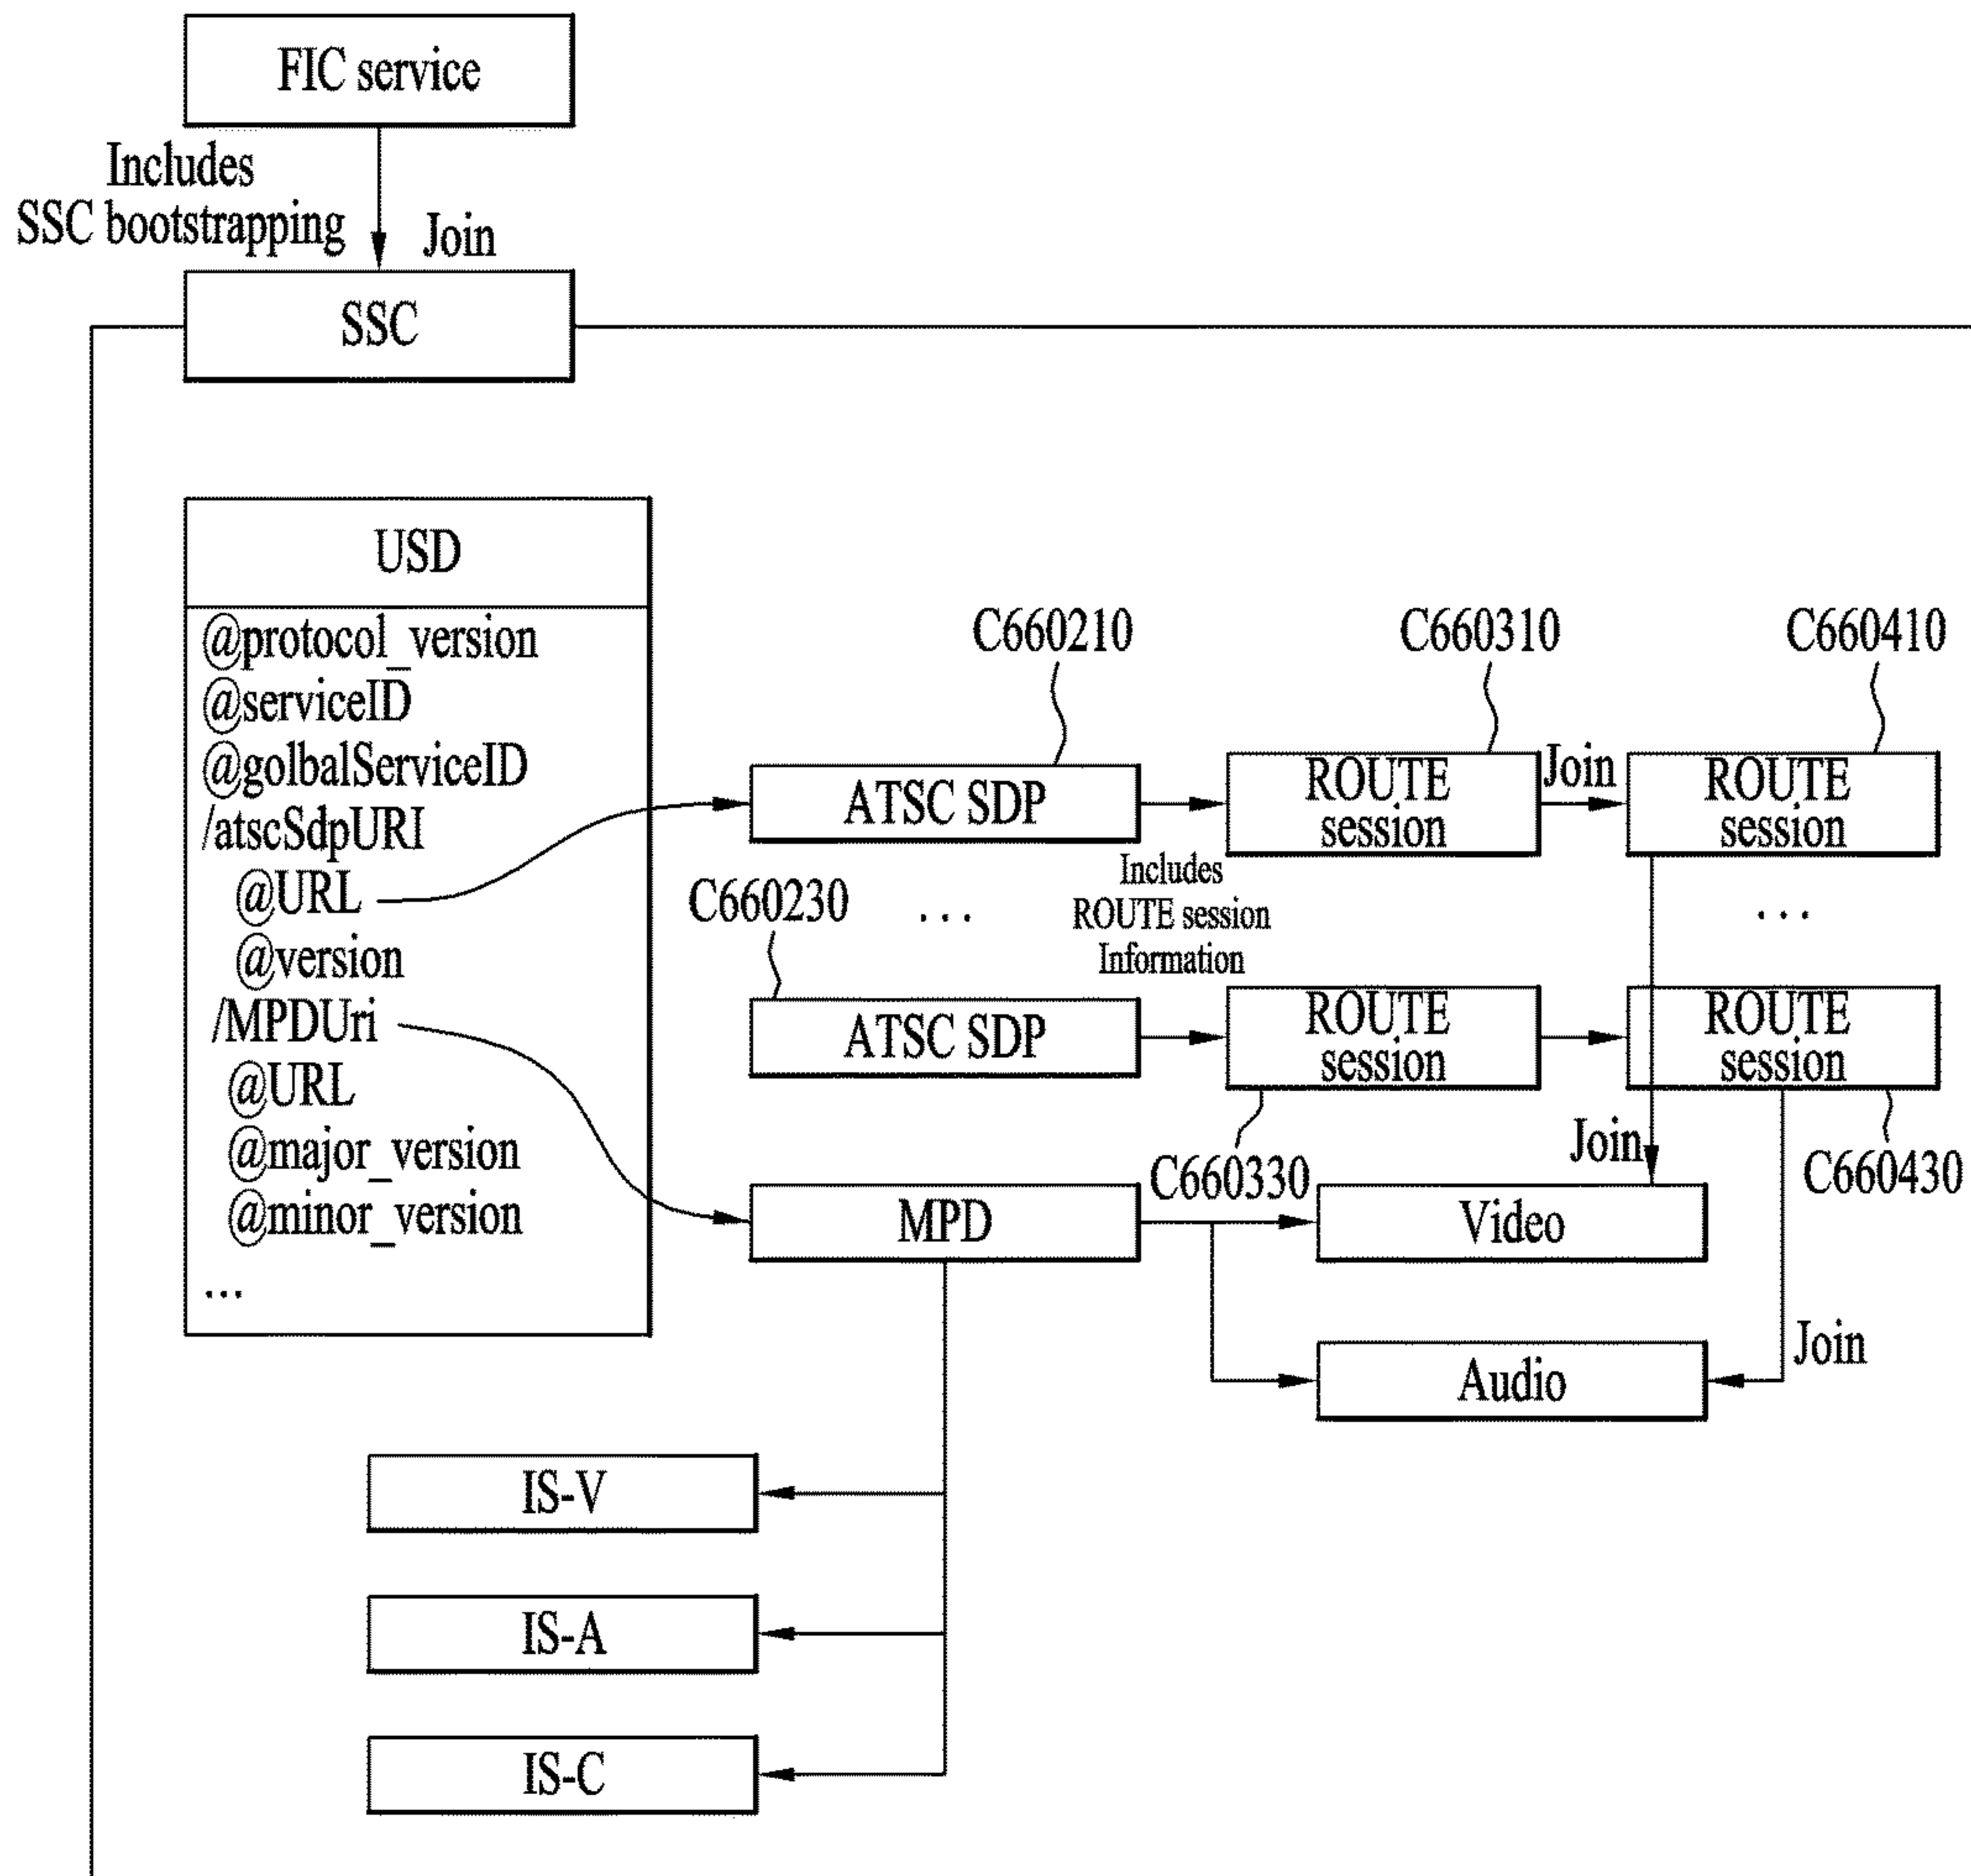 FIC service
Includes
SSC bootstrapping
Join
SSC
USD
@protocol_version
@serviceID
@golbalServiceID
/atscSdpURI
@URL
@version
/MPDUri
@URL
@major_version
@minor_version
...
C660210
C660310
C660410
ATSC SDP
ROUTE
session
Join
ROUTE
session
C660230
...
Includes
ROUTE session
Information
...
ATSC SDP
ROUTE
session
ROUTE
session
C660330
Join
C660430
MPD
Video
Audio
Join
IS-V
IS-A
IS-C